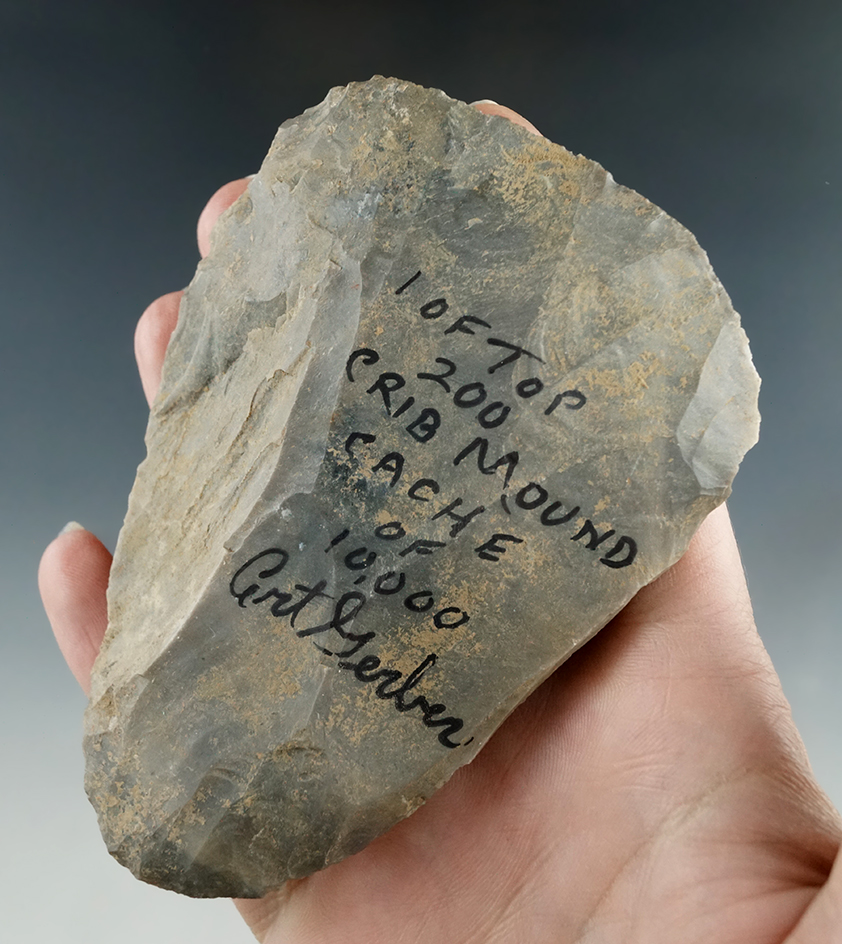 1 OF TOP
200
CRIB MOUND
CACHE
OF
10,000
Art Gerber